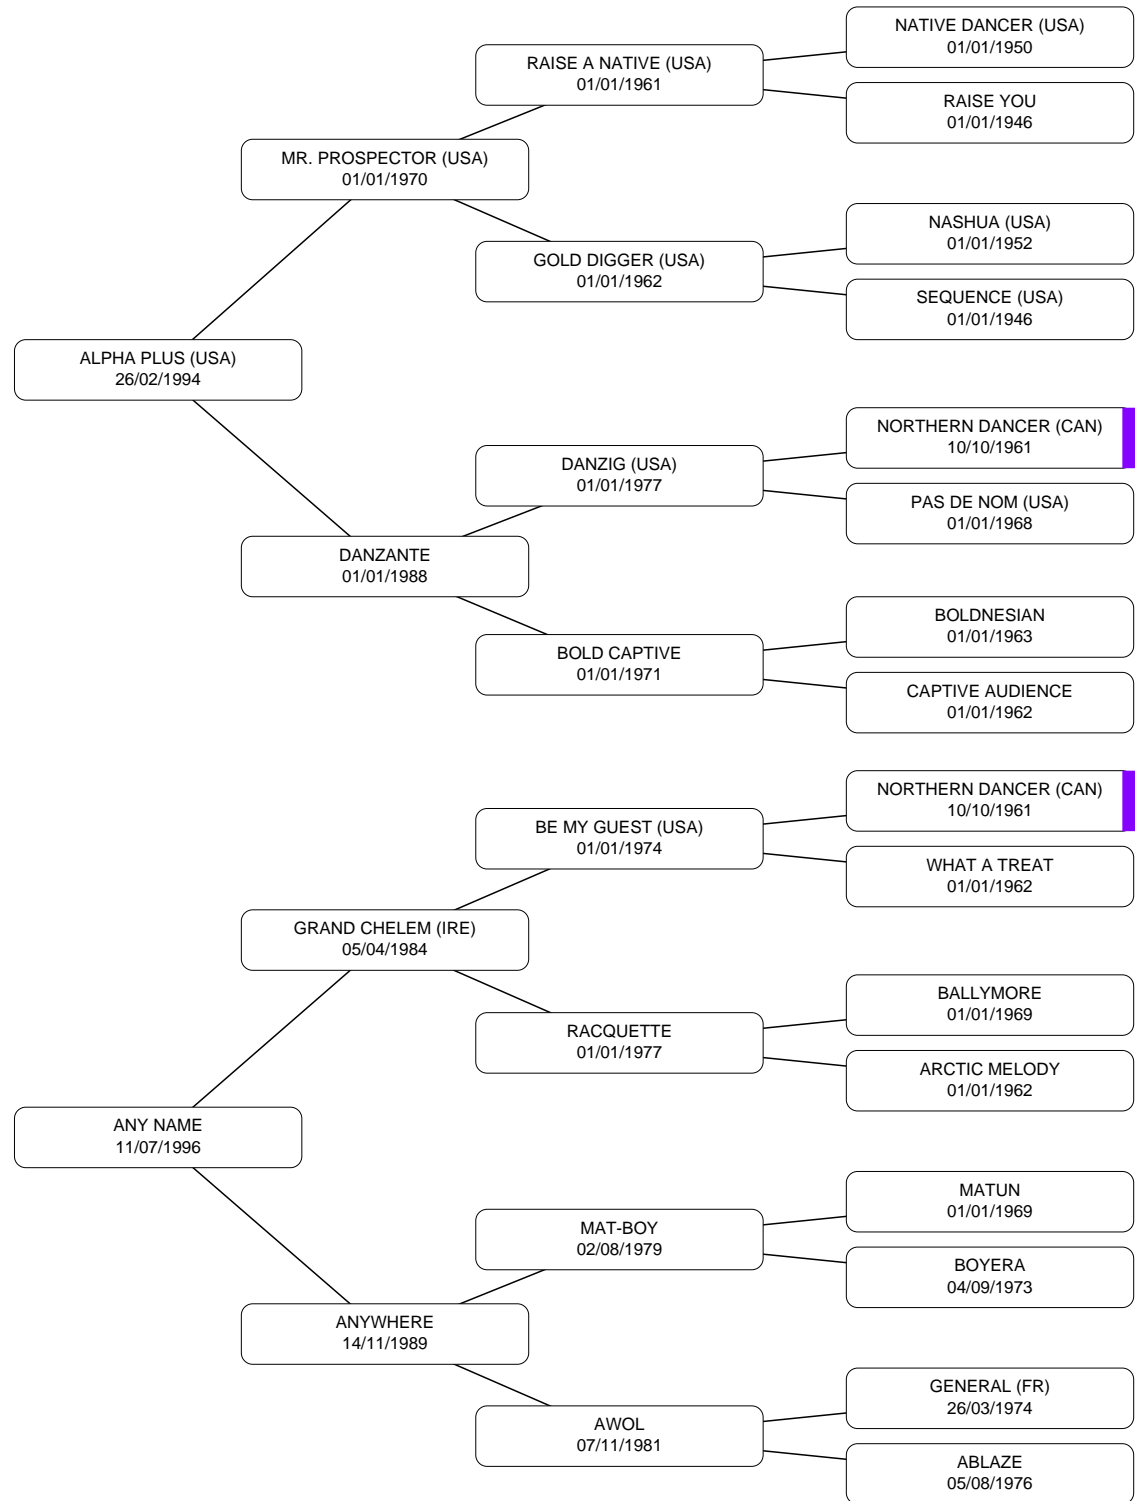 NATIVE DANCER (USA)
01/01/1950
RAISE A NATIVE (USA)
01/01/1961
RAISE YOU
01/01/1946
MR. PROSPECTOR (USA)
01/01/1970
NASHUA (USA)
01/01/1952
GOLD DIGGER (USA)
01/01/1962
SEQUENCE (USA)
01/01/1946
ALPHA PLUS (USA)
26/02/1994
NORTHERN DANCER (CAN)
10/10/1961
DANZIG (USA)
01/01/1977
PAS DE NOM (USA)
01/01/1968
DANZANTE
01/01/1988
BOLDNESIAN
01/01/1963
BOLD CAPTIVE
01/01/1971
CAPTIVE AUDIENCE
01/01/1962
NORTHERN DANCER (CAN)
10/10/1961
BE MY GUEST (USA)
01/01/1974
WHAT A TREAT
01/01/1962
GRAND CHELEM (IRE)
05/04/1984
BALLYMORE
01/01/1969
RACQUETTE
01/01/1977
ARCTIC MELODY
01/01/1962
ANY NAME
11/07/1996
MATUN
01/01/1969
MAT-BOY
02/08/1979
BOYERA
04/09/1973
ANYWHERE
14/11/1989
GENERAL (FR)
26/03/1974
AWOL
07/11/1981
ABLAZE
05/08/1976